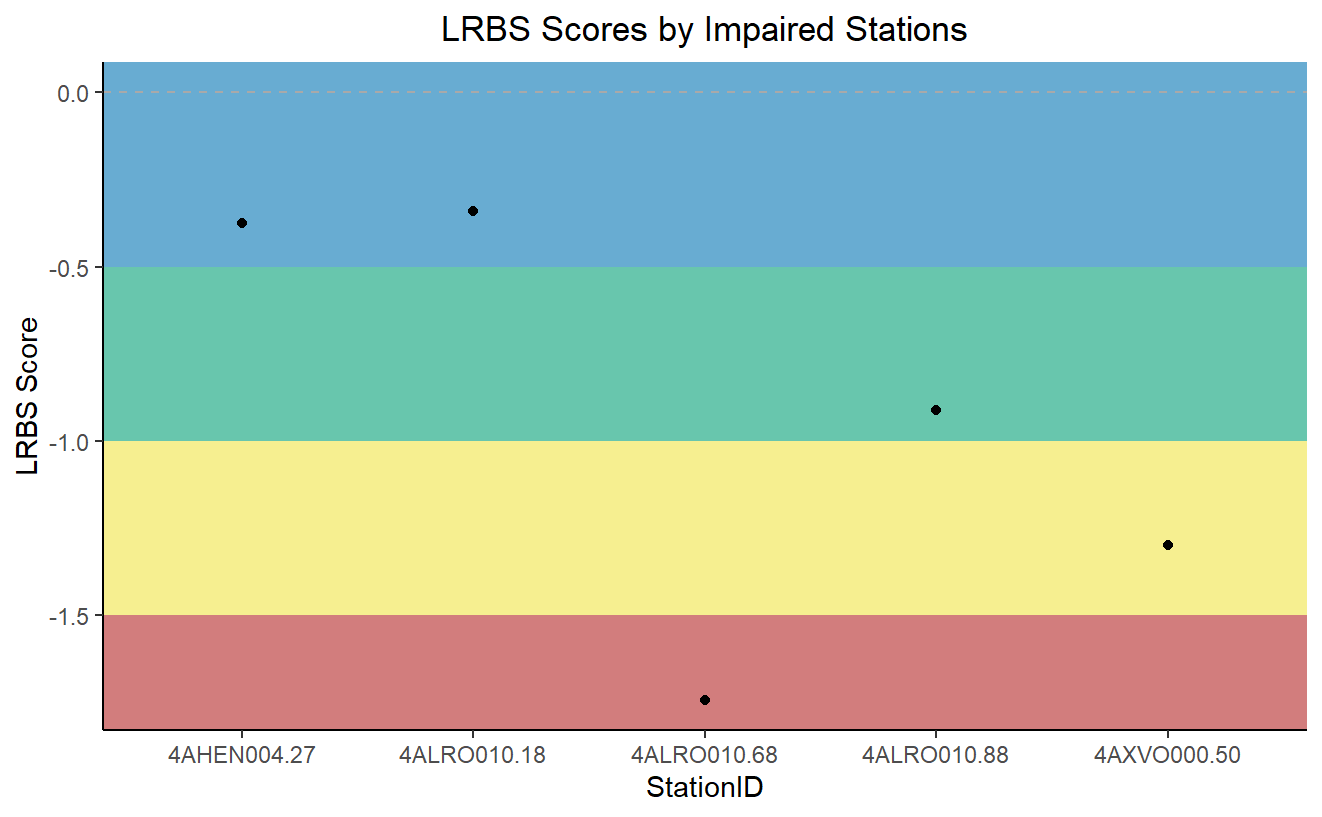 LRBS Scores by Impaired Stations
LRBS Score
0.0
-0.5
-1.0
-1.5
4AHEN004.27 4ALRO010.18 4ALRO010.68 4ALRO010.88 4AXVO000.50
StationID